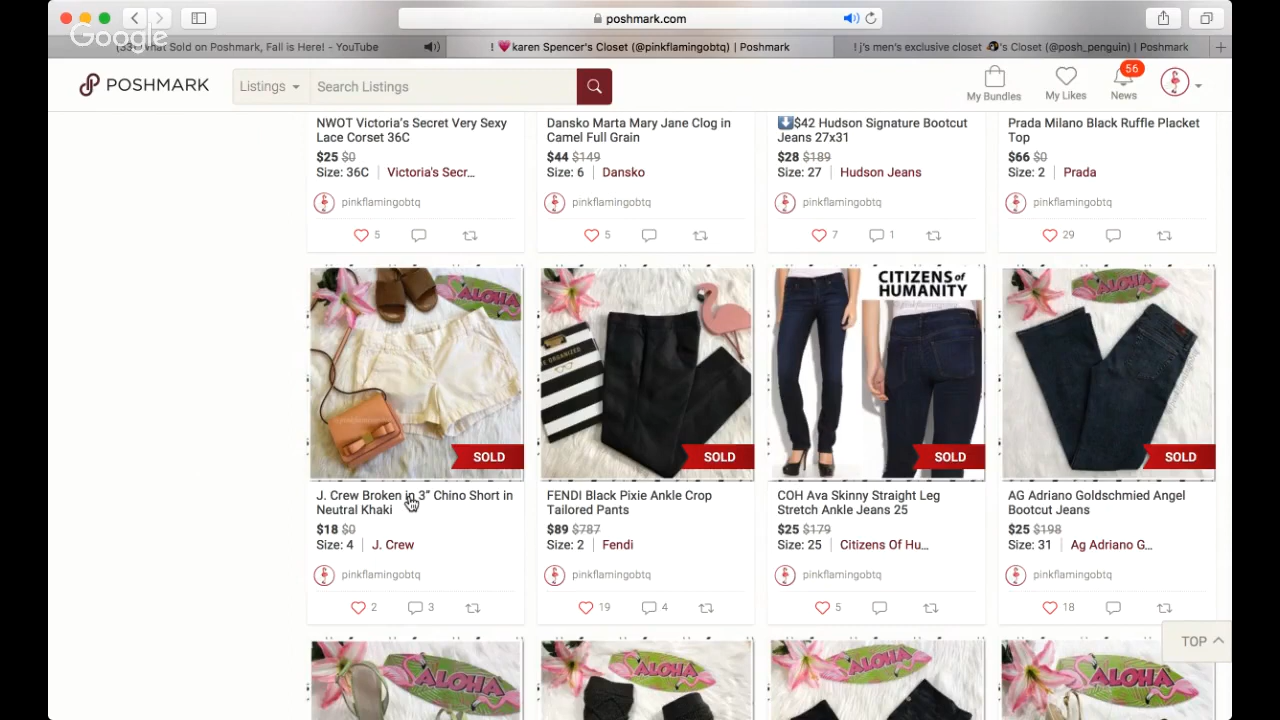 Google
poshmark.com
(33) What Sold on Poshmark, Fall is Here! - YouTube
! karen Spencer's Closet (@pinkflamingobtq) | Poshmark
! j's men's exclusive closet 's Closet (@posh_penguin) | Poshmark
POSHMARK
Listings
Search Listings
My Bundles
My Likes
56
News
NWOT Victoria's Secret Very Sexy
Lace Corset 36C
$25 $0
Size: 36C | Victoria's Secr...
pinkflamingobtq
5
Dansko Marta Mary Jane Clog in
Camel Full Grain
$44 $149
Size: 6 | Dansko
pinkflamingobtq
5
$42 Hudson Signature Bootcut
Jeans 27x31
$28 $189
Size: 27 | Hudson Jeans
pinkflamingobtq
7 1
Prada Milano Black Ruffle Placket
Top
$66 $0
Size: 2 | Prada
pinkflamingobtq
29
ALOHA
SOLD
J. Crew Broken in 3" Chino Short in
Neutral Khaki
$18 $0
Size: 4 | J. Crew
pinkflamingobtq
2 3
ORGANIZED
SOLD
FENDI Black Pixie Ankle Crop
Tailored Pants
$89 $787
Size: 2 | Fendi
pinkflamingobtq
19 4
CITIZENS of
HUMANITY
SOLD
COH Ava Skinny Straight Leg
Stretch Ankle Jeans 25
$25 $179
Size: 25 | Citizens Of Hu...
pinkflamingobtq
5
ALOHA
SOLD
AG Adriano Goldschmied Angel
Bootcut Jeans
$25 $198
Size: 31 | Ag Adriano G...
pinkflamingobtq
18
TOP
ALOHA
ALOHA
ALOHA
ALOHA